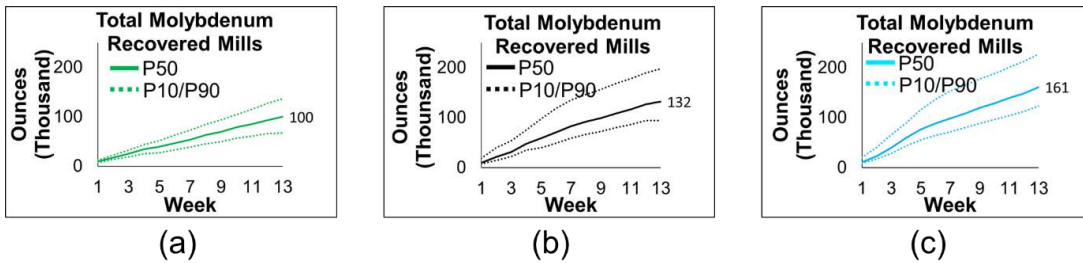 Total Molybdenum
Recovered Mills
Ounces
(Thousand)
200
100
0
P50
P10/P90
100
1 3 5 7 9 11 13
Week
(a)
Total Molybdenum
Recovered Mills
Ounces
(Thounsand)
200
100
0
P50
P10/P90
132
1 3 5 7 9 11 13
Week
(b)
Total Molybdenum
Recovered Mills
Ounces
(Thousand)
200
100
0
P50
P10/P90
161
1 3 5 7 9 11 13
Week
(c)